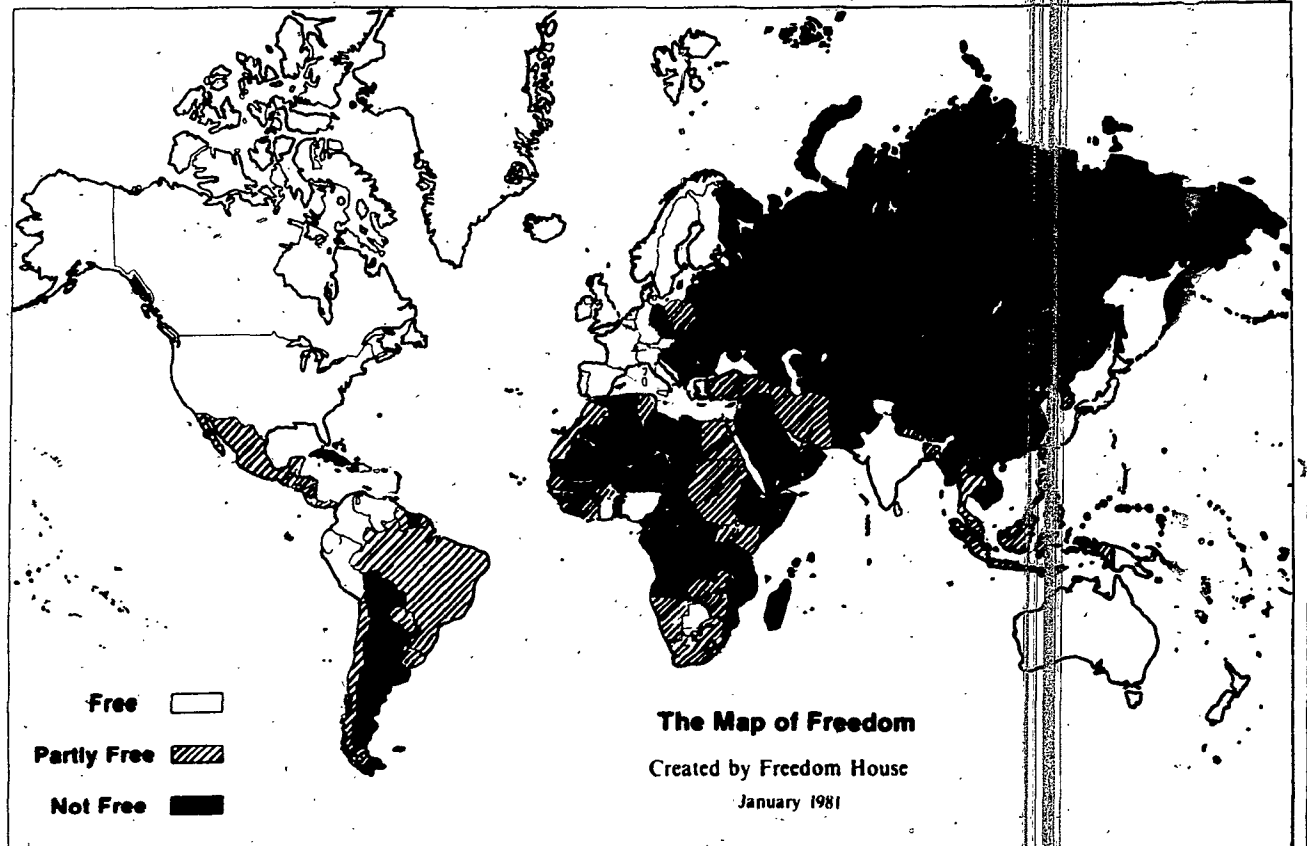 Free
Partly Free
Not Free
The Map of Freedom
Created by Freedom House
January 1981